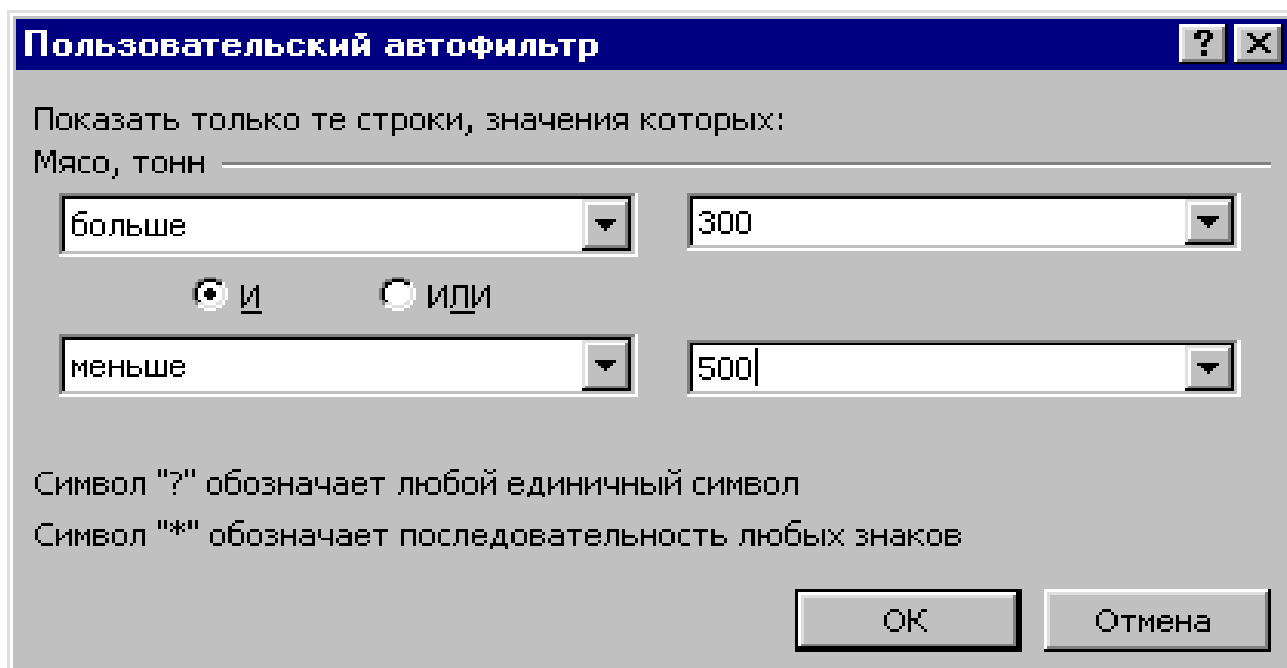 Пользовательский автофильтр
Показать только те строки, значения которых:
Мясо, тонн
больше 300
И ИЛИ
меньше 500
Символ "?" обозначает любой единичный символ
Символ "*" обозначает последовательность любых знаков
ОК Отмена